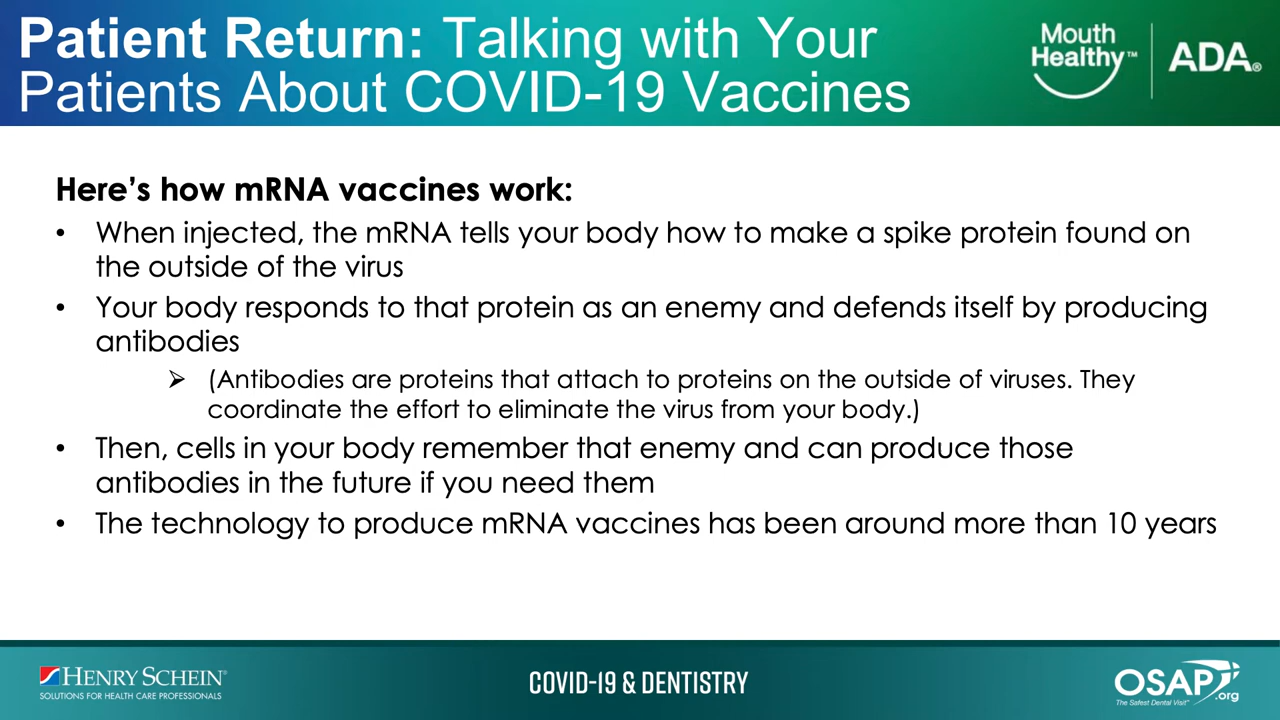 Patient Return: Talking with Your
Patients About COVID-19 Vaccines
Mouth
Healthy™
ADA®
Here’s how mRNA vaccines work:
• When injected, the mRNA tells your body how to make a spike protein found on
the outside of the virus
• Your body responds to that protein as an enemy and defends itself by producing
antibodies
➢ (Antibodies are proteins that attach to proteins on the outside of viruses. They
coordinate the effort to eliminate the virus from your body.)
• Then, cells in your body remember that enemy and can produce those
antibodies in the future if you need them
• The technology to produce mRNA vaccines has been around more than 10 years
HENRY SCHEIN®
SOLUTIONS FOR HEALTH CARE PROFESSIONALS
COVID-19 & DENTISTRY
OSAP.org
The Safest Dental Visit™